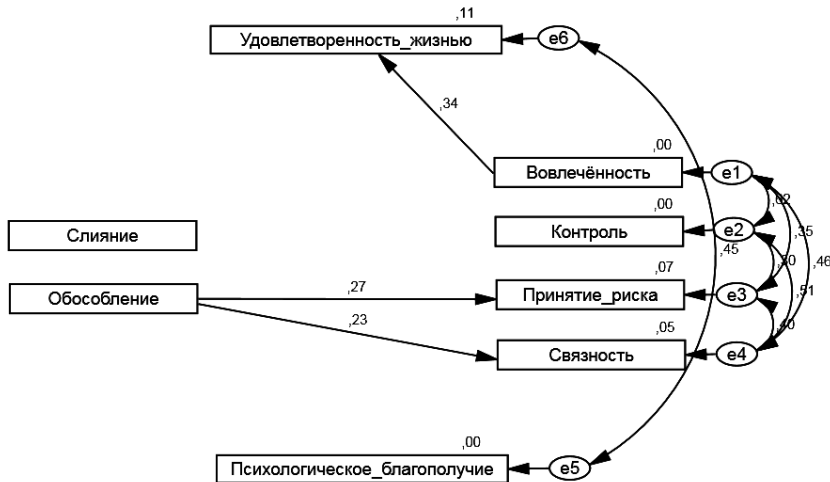 ,11
Удовлетворенность_жизнью
e6
,34
,00
Вовлечённость
e1
,62
,00
Контроль
e2
,35
,45
,46
Слияние
,07
,30
Обособление
,27
Принятие_риска
e3
,51
,23
,05
,40
Связность
e4
,00
Психологическое_благополучие
e5